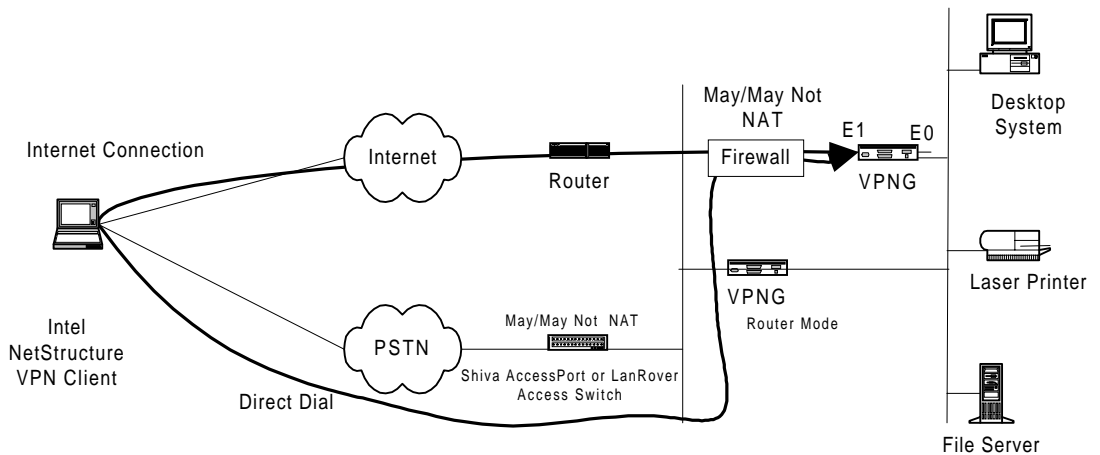 May/May Not
NAT
Desktop
System
E1
E0
Internet Connection
Internet
Router
Firewall
VPNG
Laser Printer
VPNG
Router Mode
Intel
NetStructure
VPN Client
PSTN
May/May Not NAT
Shiva AccessPort or LanRover
Access Switch
Direct Dial
File Server